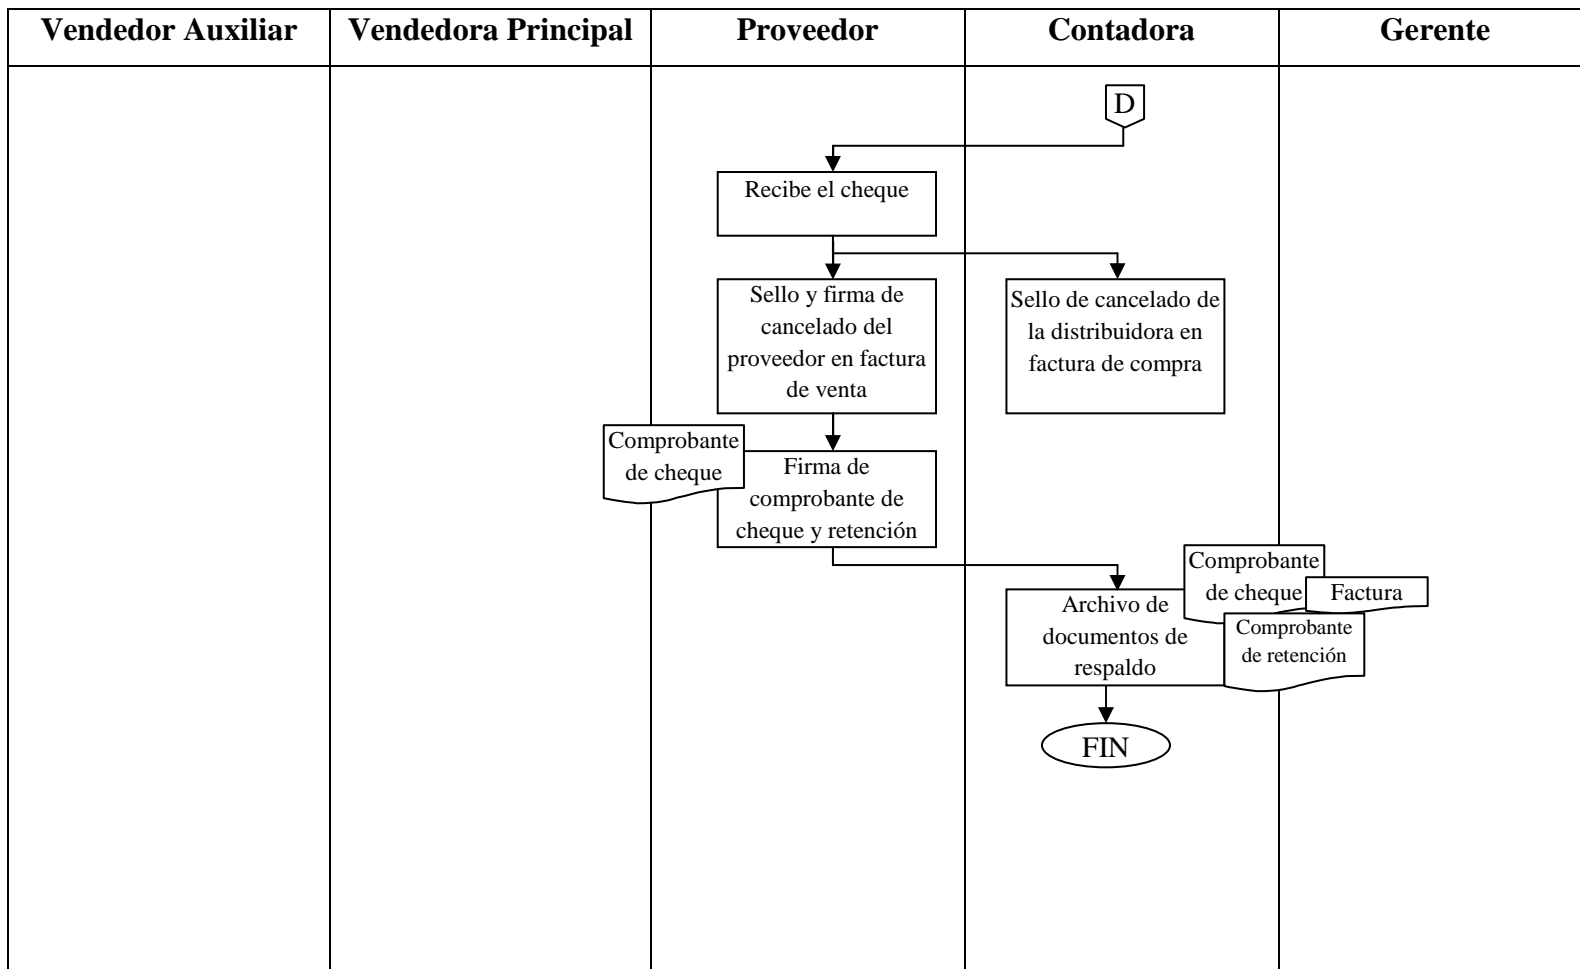 Vendedor Auxiliar
Vendedora Principal
Proveedor
Contadora
Gerente
D
Recibe el cheque
Sello y firma de
cancelado del
proveedor en factura
de venta
Sello de cancelado de
la distribuidora en
factura de compra
Comprobante
de cheque
Firma de
comprobante de
cheque y retención
Comprobante
de cheque
Factura
Comprobante
de retención
Archivo de
documentos de
respaldo
FIN